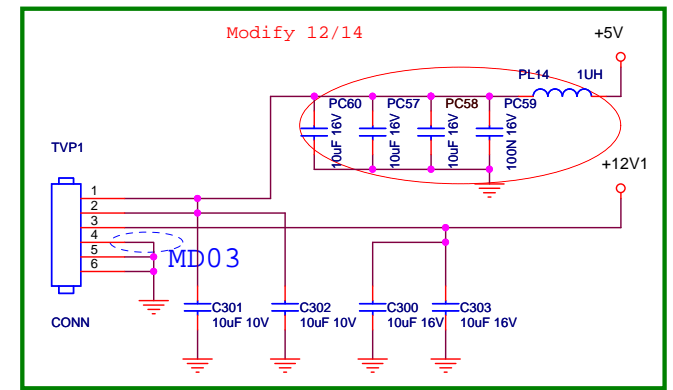 Modify 12/14
+5V
PL14 1UH
PC60 PC57 PC58 PC59
10uF 16V
10uF 16V
10uF 16V
100N 16V
TVP1
+12V1
1
2
3
4
5
6
MD03
C301
10uF 10V
C302
10uF 10V
C300
10uF 16V
C303
10uF 16V
CONN